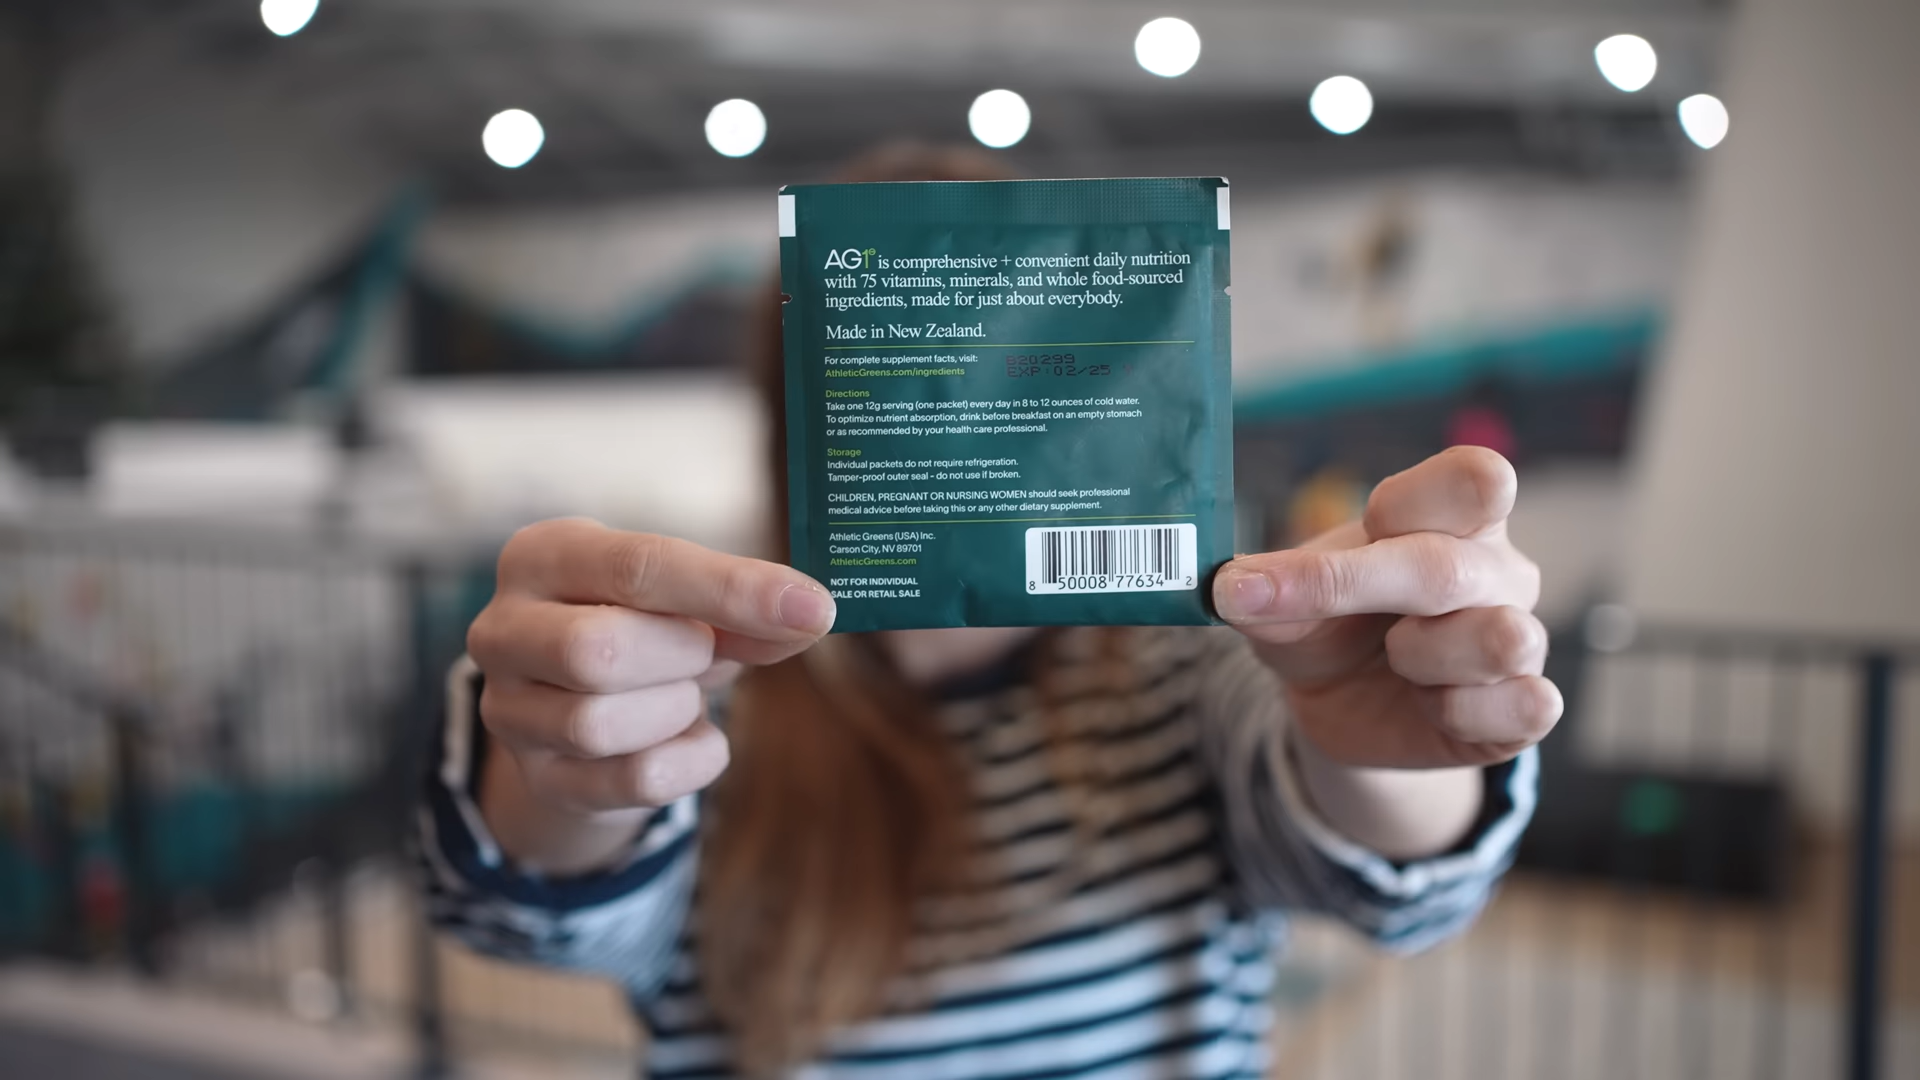 AG1® is comprehensive + convenient daily nutrition
with 75 vitamins, minerals, and whole food-sourced
ingredients, made for just about everybody.
Made in New Zealand.
For complete supplement facts, visit:
AthleticGreens.com/ingredients
B20299
EXP:02/25
Directions
Take one 12g serving (one packet) every day in 8 to 12 ounces of cold water.
To optimize nutrient absorption, drink before breakfast on an empty stomach
or as recommended by your health care professional.
Storage
Individual packets do not require refrigeration.
Tamper-proof outer seal - do not use if broken.
CHILDREN, PREGNANT OR NURSING WOMEN should seek professional
medical advice before taking this or any other dietary supplement.
Athletic Greens (USA) Inc.
Carson City, NV 89701
AthleticGreens.com
NOT FOR INDIVIDUAL
SALE OR RETAIL SALE
8 50008 77634 2